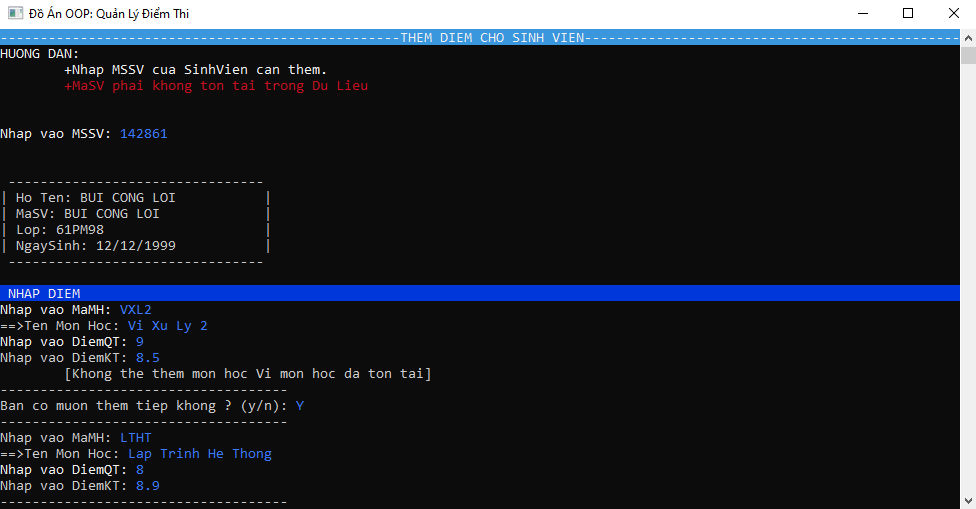 Đồ Án OOP: Quản Lý Điểm Thi
--------------------------------------------------THEM DIEM CHO SINH VIEN-----------------------------------------------
HUONG DAN:
+Nhap MSSV cua SinhVien can them.
+MaSV phai khong ton tai trong Du Lieu
Nhap vao MSSV: 142861
--------------------------------
| Ho Ten: BUI CONG LOI |
| MaSV: BUI CONG LOI |
| Lop: 61PM98 |
| NgaySinh: 12/12/1999 |
--------------------------------
NHAP DIEM
Nhap vao MaMH: VXL2
==>Ten Mon Hoc: Vi Xu Ly 2
Nhap vao DiemQT: 9
Nhap vao DiemKT: 8.5
[Khong the them mon hoc Vi mon hoc da ton tai]
------------------------------------
Ban co muon them tiep khong ? (y/n): Y
------------------------------------
Nhap vao MaMH: LTHT
==>Ten Mon Hoc: Lap Trinh He Thong
Nhap vao DiemQT: 8
Nhap vao DiemKT: 8.9
------------------------------------